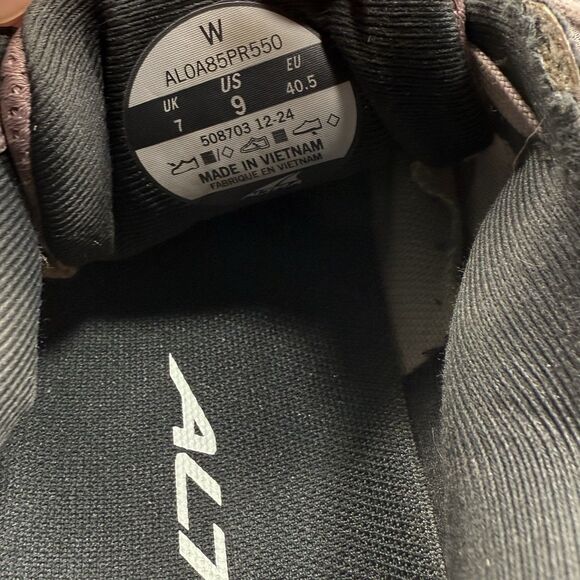 W
AL0A85PR550
UK US EU
7 9 40.5
508703 12-24
MADE IN VIETNAM
FABRIQUE EN VIETNAM
ALT